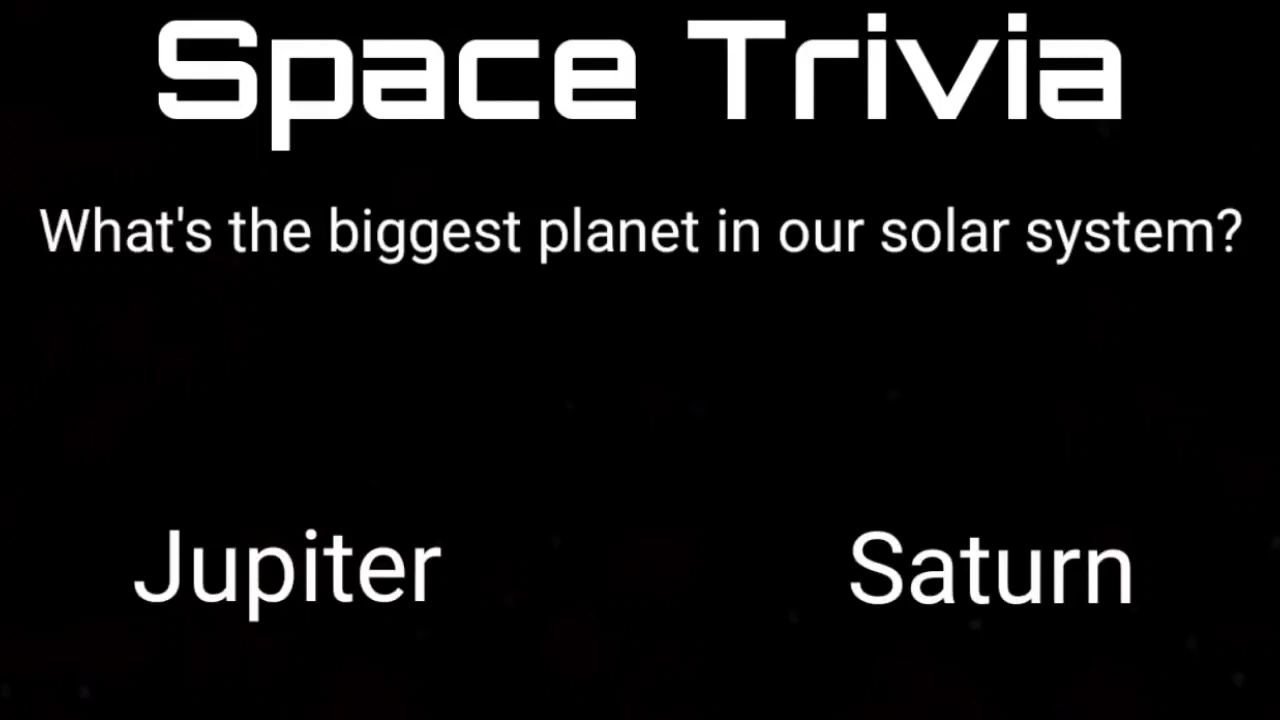 Space Trivia
What's the biggest planet in our solar system?
Jupiter Saturn